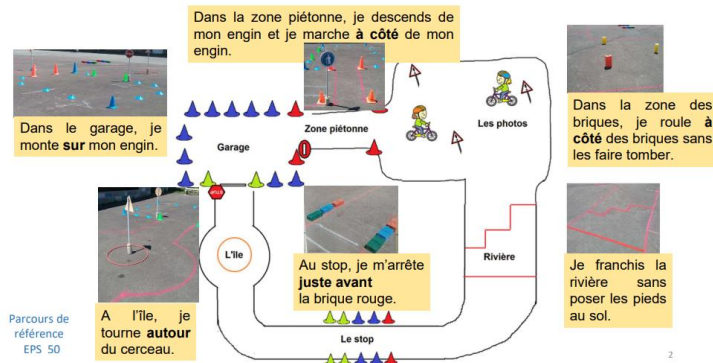 Dans la zone piétonne, je descends de
mon engin et je marche à côté de mon
engin.
Dans le garage, je
monte sur mon engin.
Garage
Zone piétonne
Les photos
Dans la zone des
briques, je roule à
côté des briques sans
les faire tomber.
STOP
L'île
Au stop, je m'arrête
juste avant
la brique rouge.
Rivière
Je franchis la
rivière sans
poser les pieds
au sol.
A l'île, je
tourne autour
du cerceau.
Le stop
Parcours de
référence
EPS 50
2